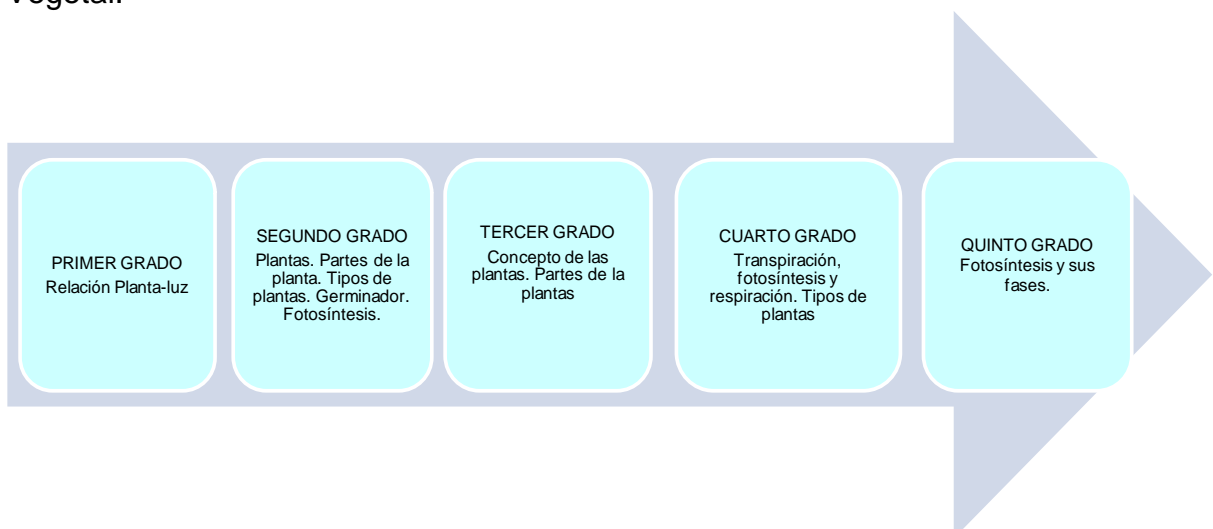 Vegetal.
PRIMER GRADO
Relación Planta-luz
SEGUNDO GRADO
Plantas. Partes de la
planta. Tipos de
plantas. Germinador.
Fotosíntesis.
TERCER GRADO
Concepto de las
plantas. Partes de la
plantas
CUARTO GRADO
Transpiración,
fotosíntesis y
respiración. Tipos de
plantas
QUINTO GRADO
Fotosíntesis y sus
fases.